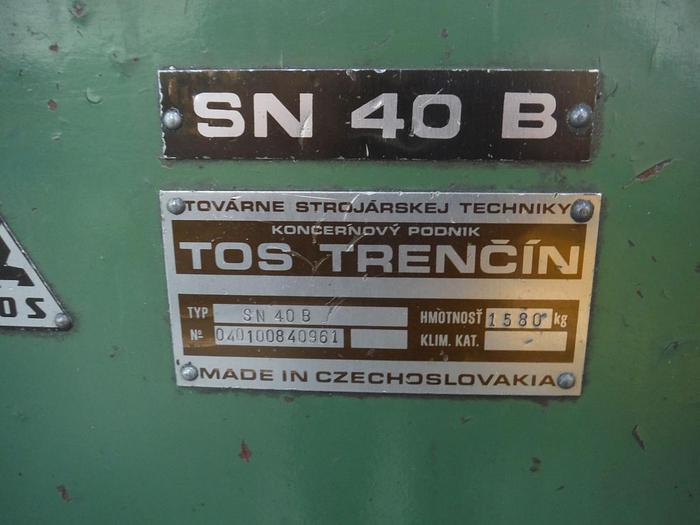 SN 40 B
TOVÁRNE STROJÁRSKEJ TECHNIKY
KONCERNOVÝ PODNIK
TOS TRENČÍN
TYP SN 40 B HMOTNOSŤ 1580 kg
Nº 040100840961 KLIM. KAT.
MADE IN CZECHOSLOVAKIA
OS